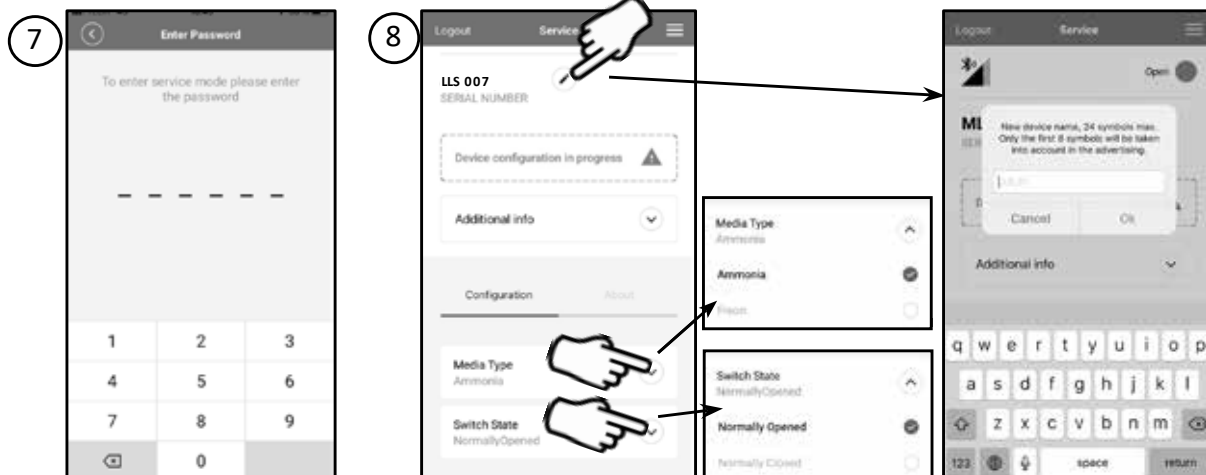 7
Enter Password
To enter service mode please enter
the password
1 2 3
4 5 6
7 8 9
0
8
Logout Service
LLS 007
SERIAL NUMBER
Device configuration in progress
Additional info
Configuration About
Media Type
Ammonia
Switch State
NormallyOpened
Media Type
Ammonia
Ammonia
Freon
Switch State
NormallyOpened
Normally Opened
Normally Closed
Logout Service
Open
ML
New device name, 24 symbols max.
Only the first 8 symbols will be taken
into account in the advertising.
Cancel Ok
Additional info
q w e r t y u i o p
a s d f g h j k l
z x c v b n m
123 space return